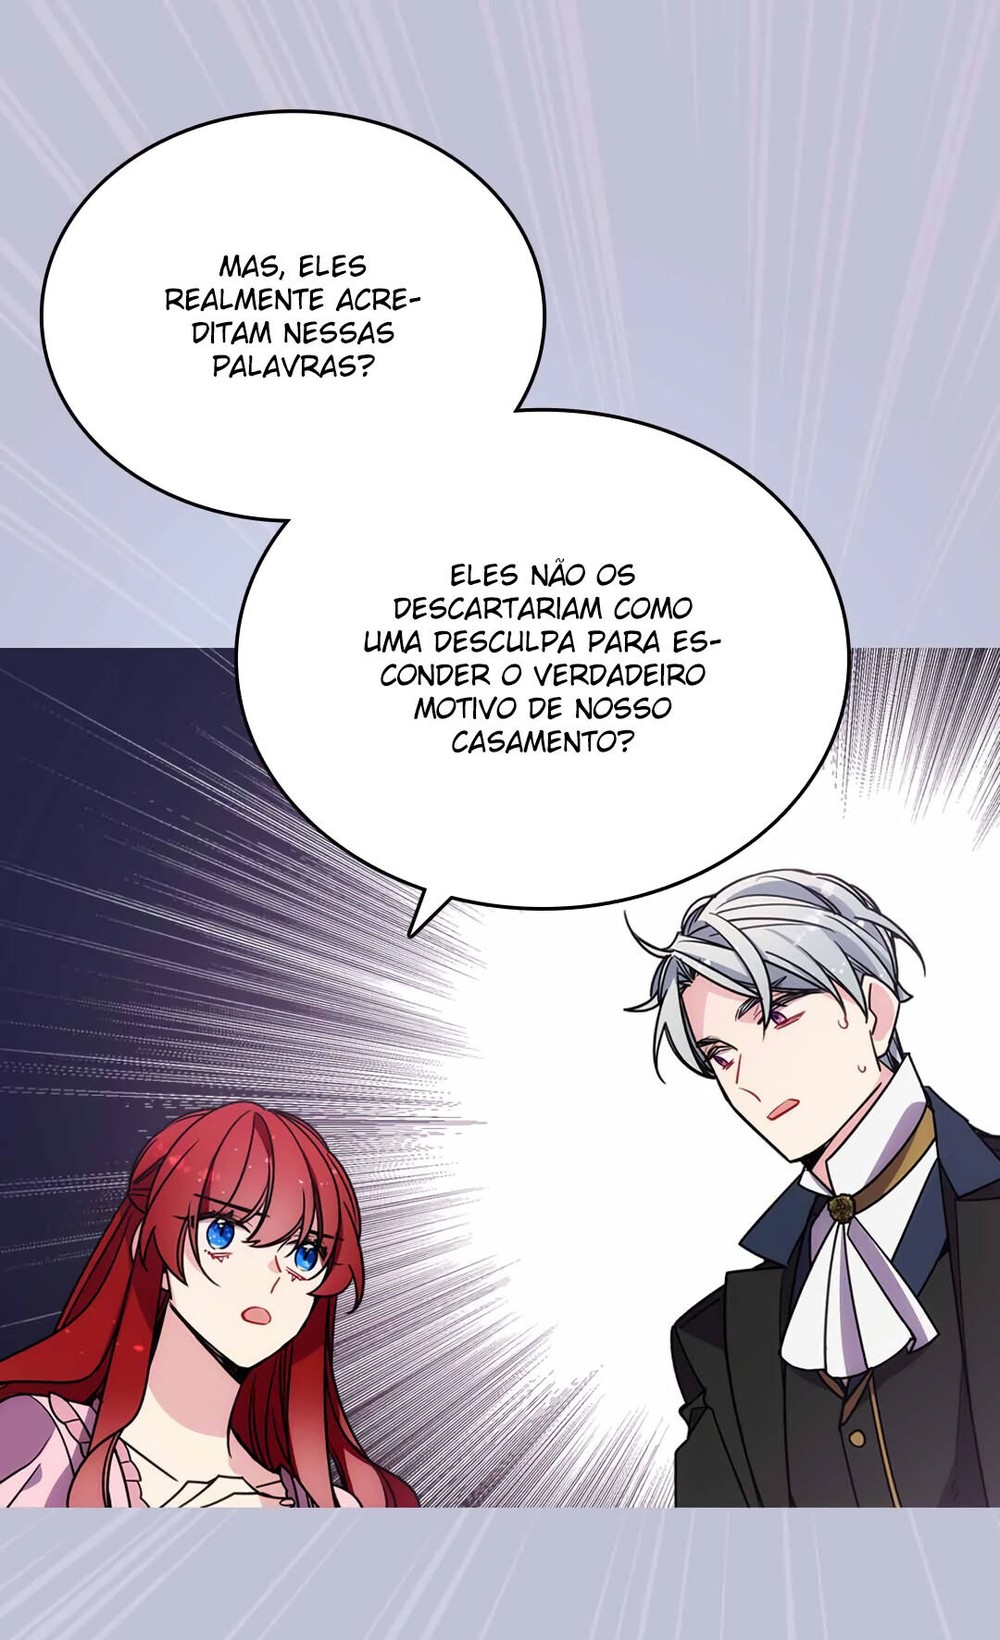 MAS, ELES
REALMENTE ACRE-
DITAM NESSAS
PALAVRAS?
ELES NÃO OS
DESCARTARIAM COMO
UMA DESCULPA PARA ES-
CONDER O VERDADEIRO
MOTIVO DE NOSSO
CASAMENTO?